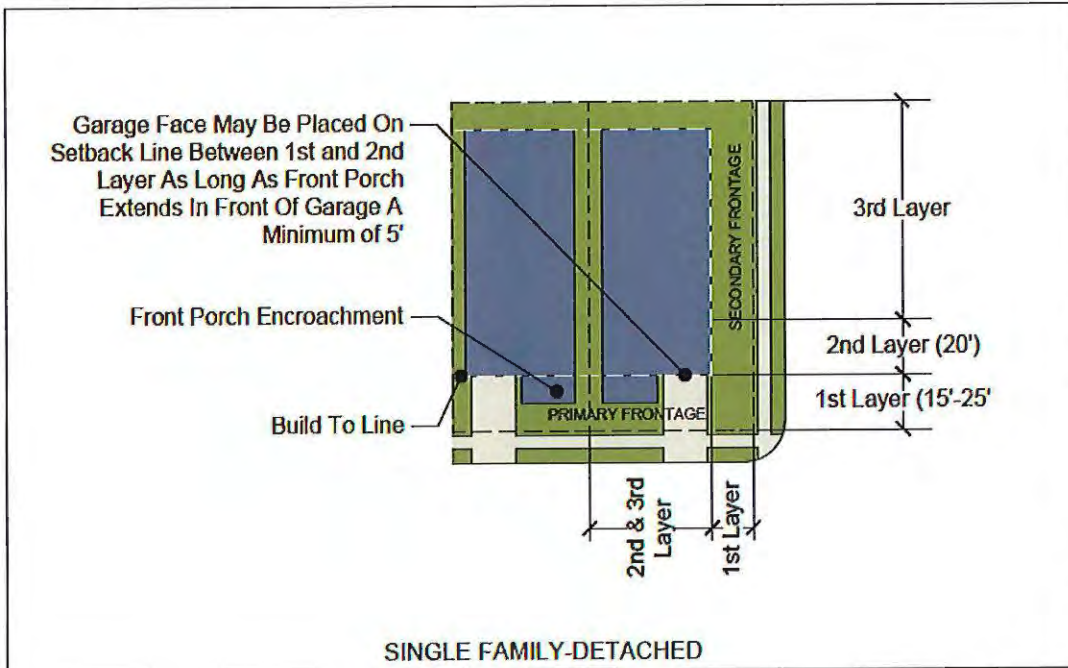 Garage Face May Be Placed On
Setback Line Between 1st and 2nd
Layer As Long As Front Porch
Extends In Front Of Garage A
Minimum of 5'
Front Porch Encroachment
Build To Line
SECONDARY FRONTAGE
PRIMARY FRONTAGE
3rd Layer
2nd Layer (20')
1st Layer (15'-25'
2nd & 3rd
Layer
1st Layer
SINGLE FAMILY-DETACHED